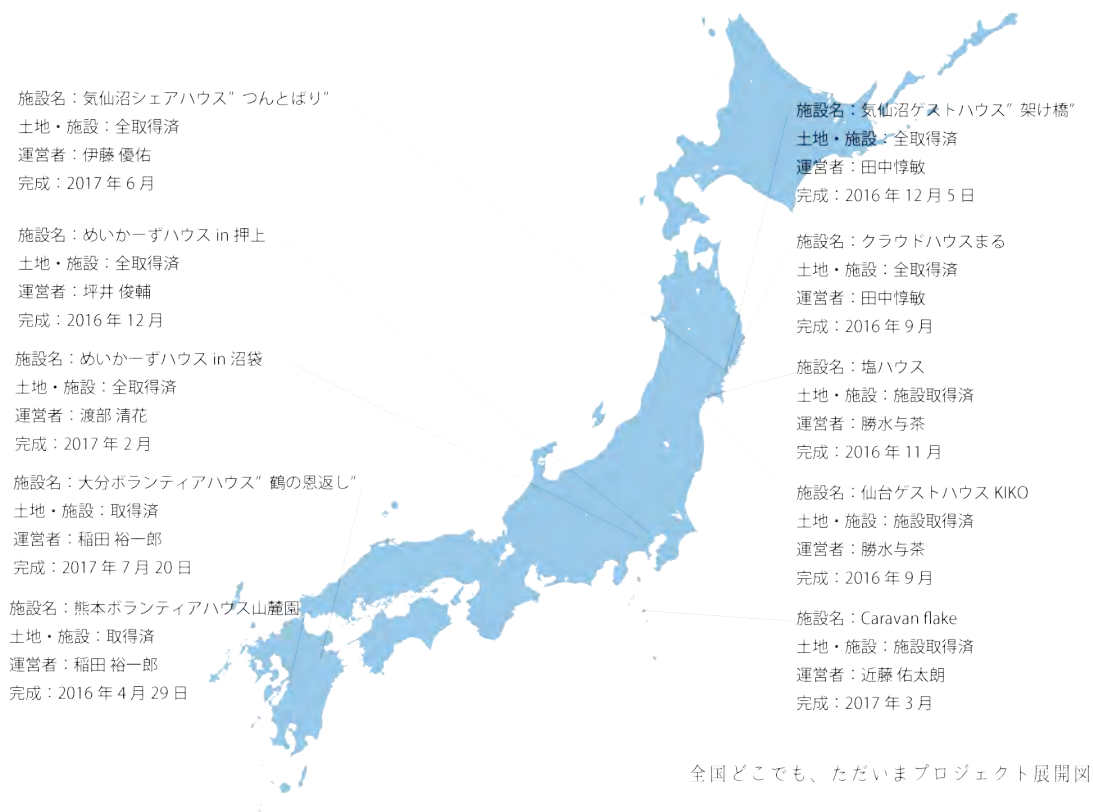 施設名：気仙沼シェアハウス”つんとばり”
土地・施設：全取得済
運営者：伊藤 優佑
完成：2017 年 6 月
施設名：めいかーずハウス in 押上
土地・施設：全取得済
運営者：坪井 俊輔
完成：2016 年 12 月
施設名：めいかーずハウス in 沼袋
土地・施設：全取得済
運営者：渡部 清花
完成：2017 年 2 月
施設名：大分ボランティアハウス”鶴の恩返し”
土地・施設：取得済
運営者：稲田 裕一郎
完成：2017 年 7 月 20 日
施設名：熊本ボランティアハウス山麓園
土地・施設：取得済
運営者：稲田 裕一郎
完成：2016 年 4 月 29 日
施設名：気仙沼ゲストハウス”架け橋”
土地・施設：全取得済
運営者：田中惇敏
完成：2016 年 12 月 5 日
施設名：クラウドハウスまる
土地・施設：全取得済
運営者：田中惇敏
完成：2016 年 9 月
施設名：塩ハウス
土地・施設：施設取得済
運営者：勝水与茶
完成：2016 年 11 月
施設名：仙台ゲストハウス KIKO
土地・施設：施設取得済
運営者：勝水与茶
完成：2016 年 9 月
施設名：Caravan flake
土地・施設：施設取得済
運営者：近藤 佑太朗
完成：2017 年 3 月
全国どこでも、ただいまプロジェクト展開図